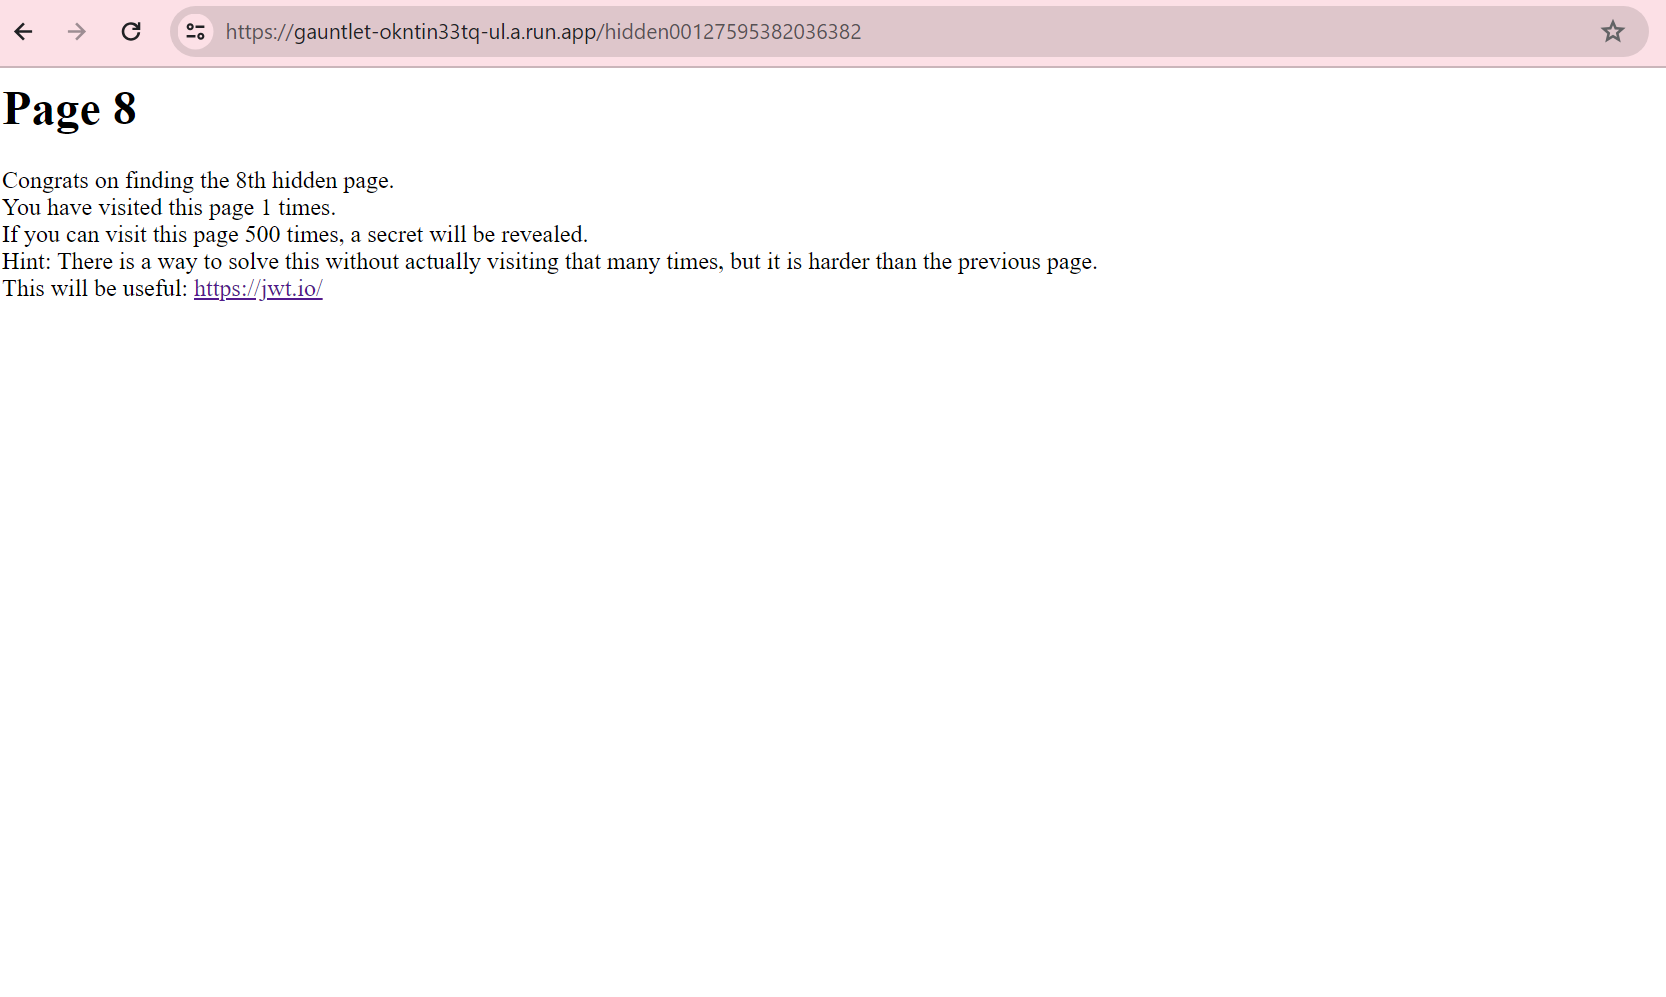 https://gauntlet-okntin33tq-ul.a.run.app/hidden00127595382036382
Page 8
Congrats on finding the 8th hidden page.
You have visited this page 1 times.
If you can visit this page 500 times, a secret will be revealed.
Hint: There is a way to solve this without actually visiting that many times, but it is harder than the previous page.
This will be useful: https://jwt.io/